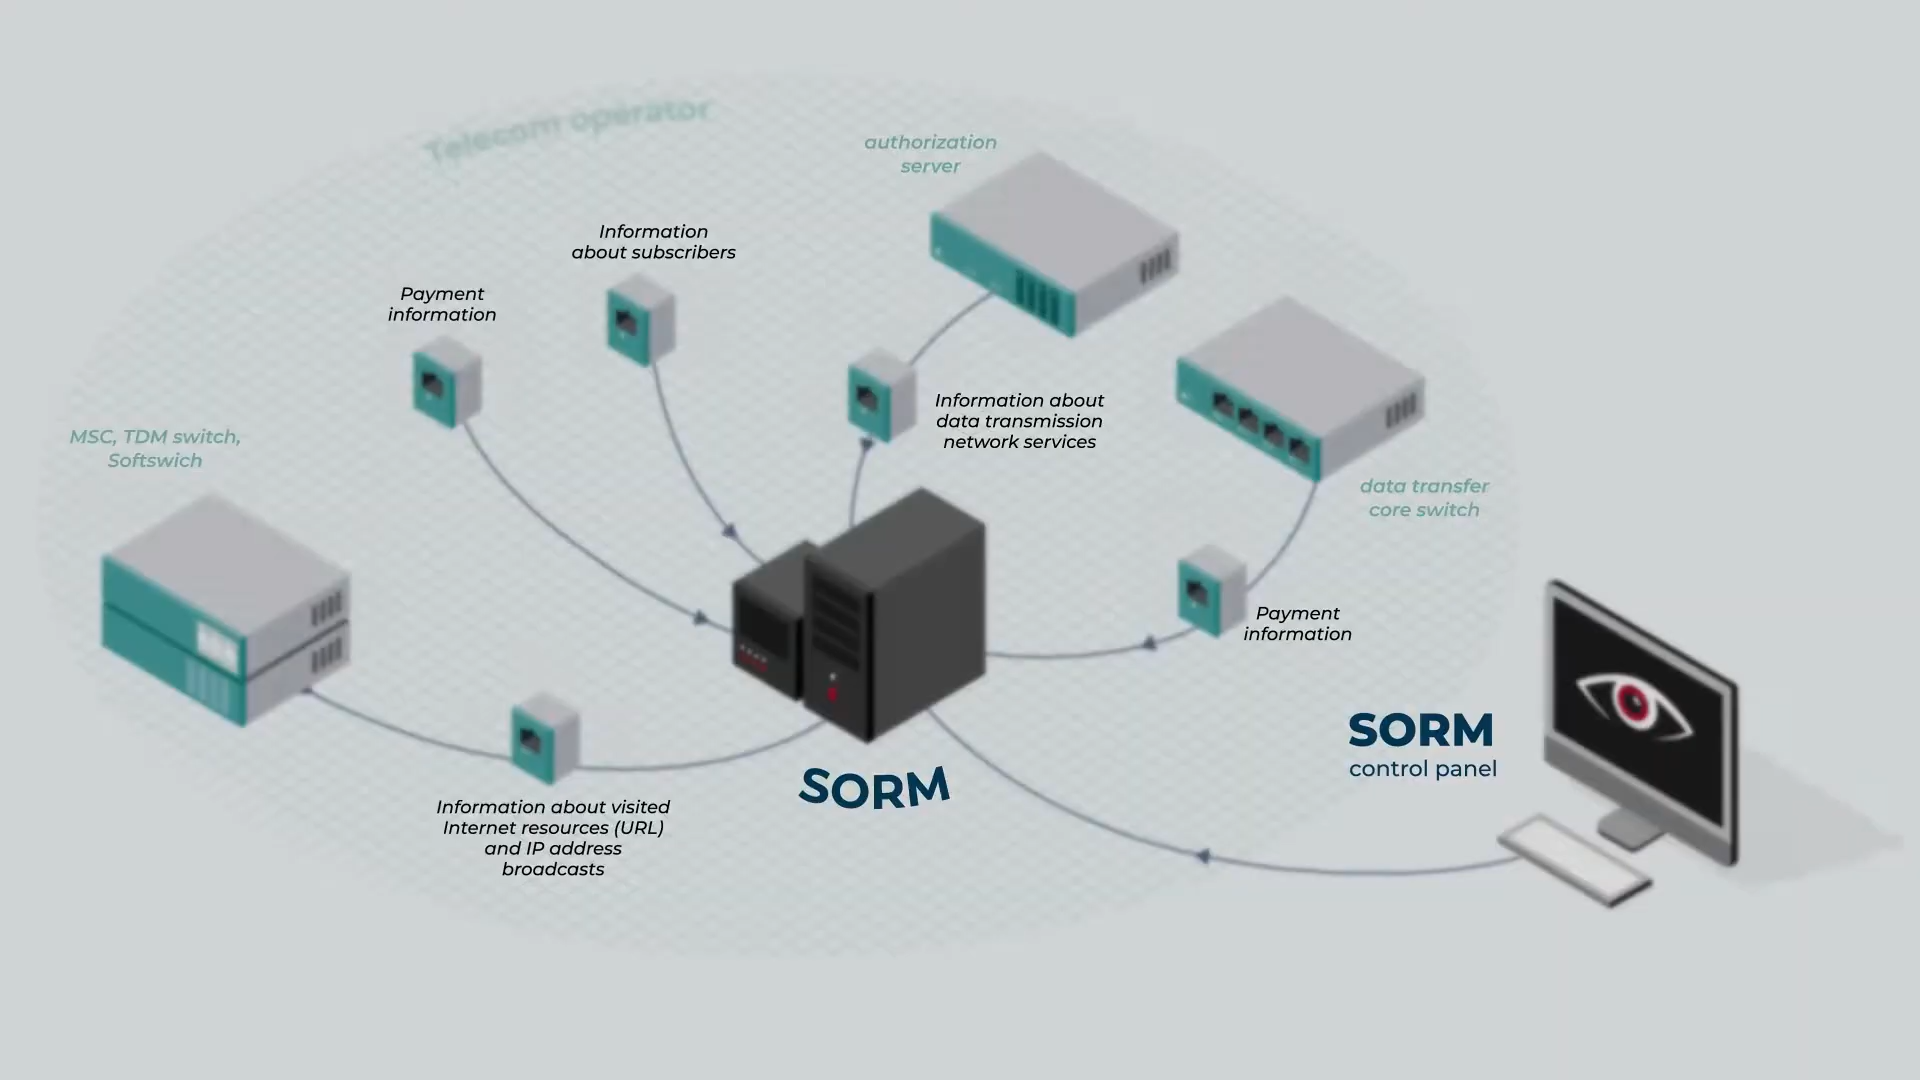 Telecom operator
authorization
server
Information
about subscribers
Payment
information
Information about
data transmission
network services
MSC, TDM switch,
Softswich
data transfer
core switch
Payment
information
SORM
control panel
SORM
Information about visited
Internet resources (URL)
and IP address
broadcasts